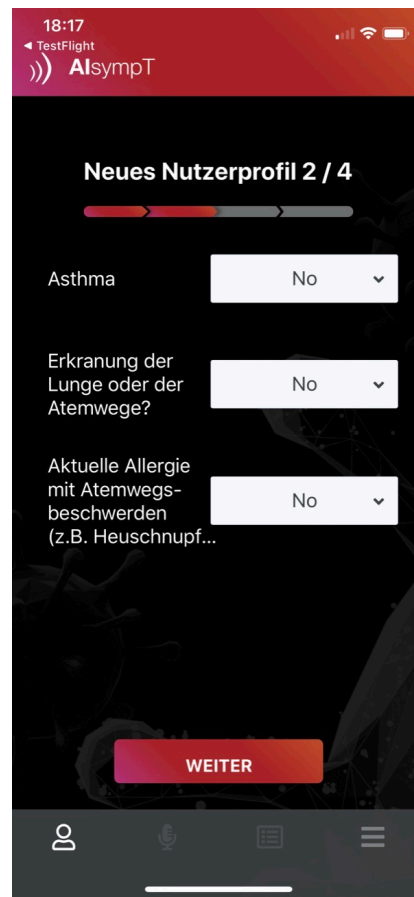 18:17
◀ TestFlight
AIsympT
Neues Nutzerprofil 2 / 4
Asthma
No
Erkranung der
Lunge oder der
Atemwege?
No
Aktuelle Allergie
mit Atemwegs-
beschwerden
(z.B. Heuschnupf...
No
WEITER